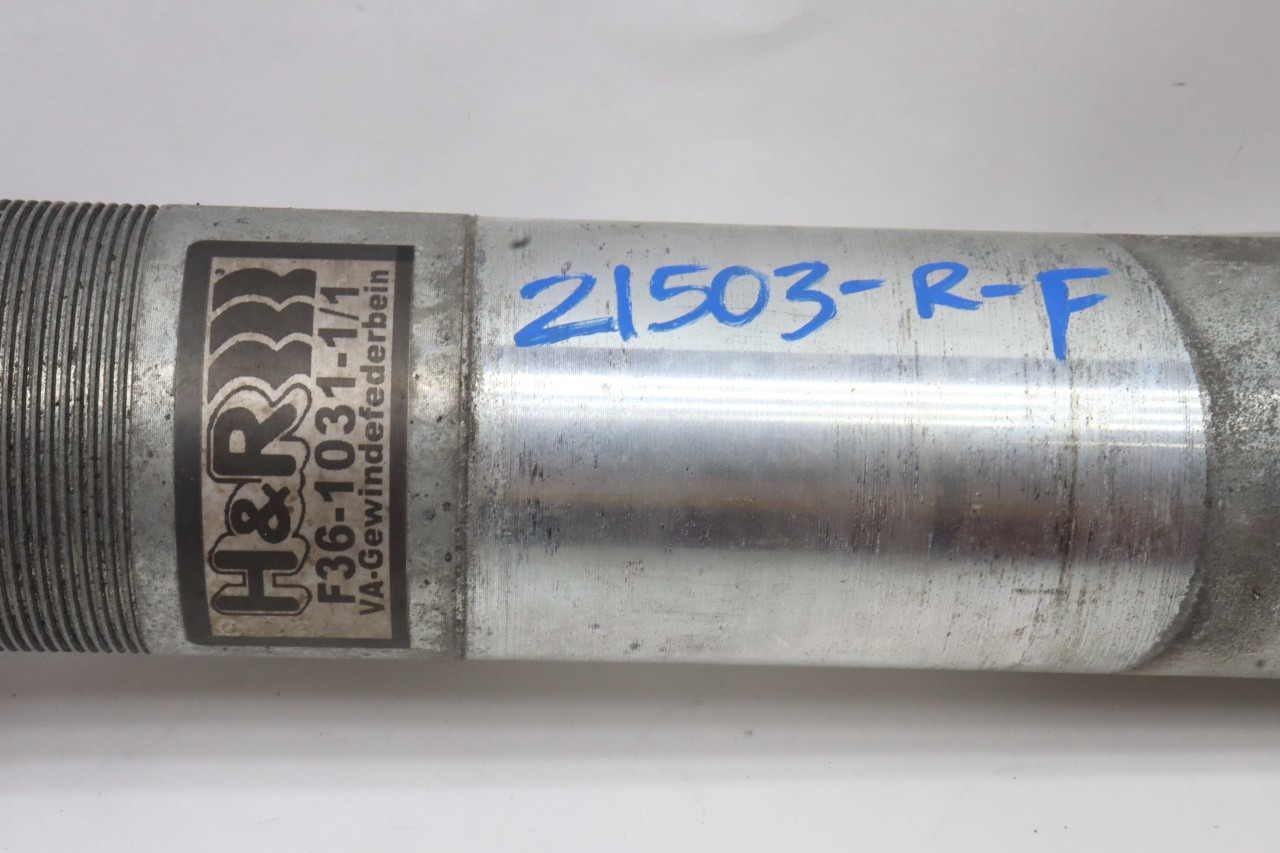 H&R
F36-1031-1/1
VA-Gewindefederbein
21503-R-F